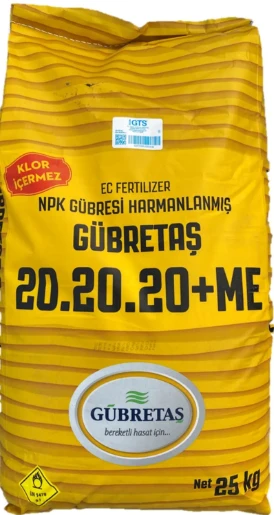 GTS
KLOR
İÇERMEZ
EC FERTILIZER
NPK GÜBRESİ HARMANLANMIŞ
GÜBRETAŞ
20.20.20+ME
GÜBRETAŞ
bereketli hasat için...
Net 25 kg